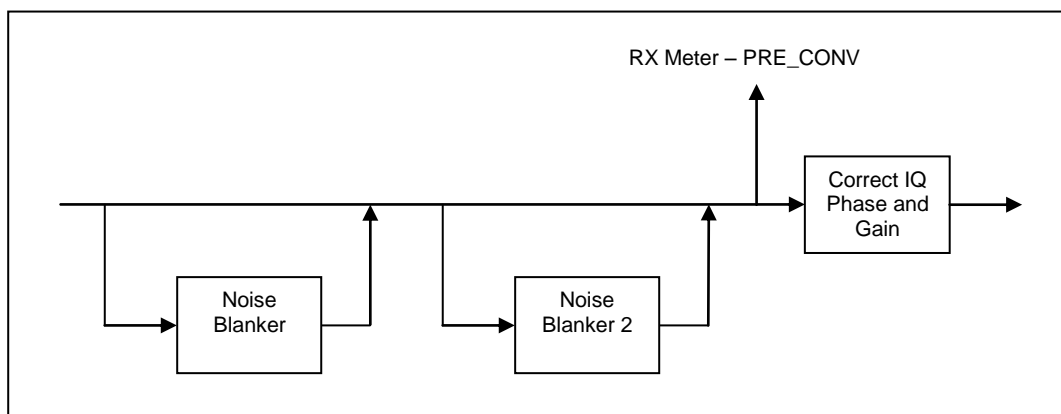 RX Meter – PRE_CONV
Correct IQ
Phase and
Gain
Noise
Blanker
Noise
Blanker 2